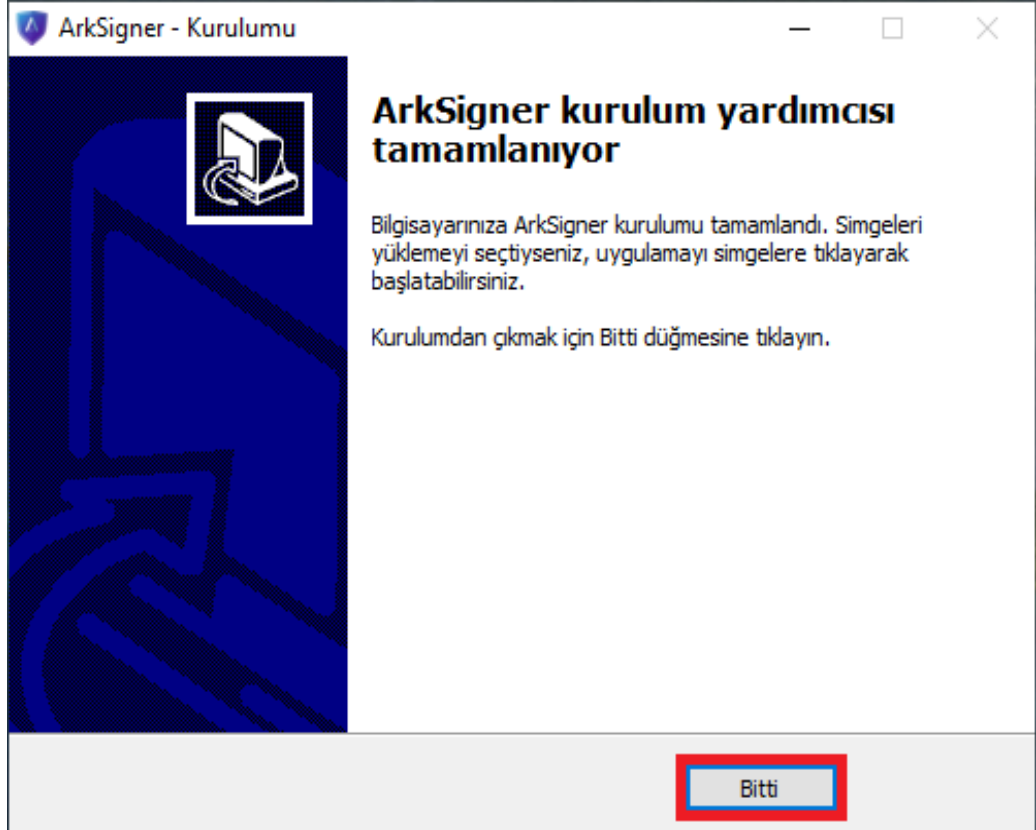 ArkSigner - Kurulumu
ArkSigner kurulum yardımcısı
tamamlanıyor
Bilgisayarınıza ArkSigner kurulumu tamamlandı. Simgeleri
yüklemeyi seçtiyseniz, uygulamayı simgelere tıklayarak
başlatabilirsiniz.
Kurulumdan çıkmak için Bitti düğmesine tıklayın.
Bitti